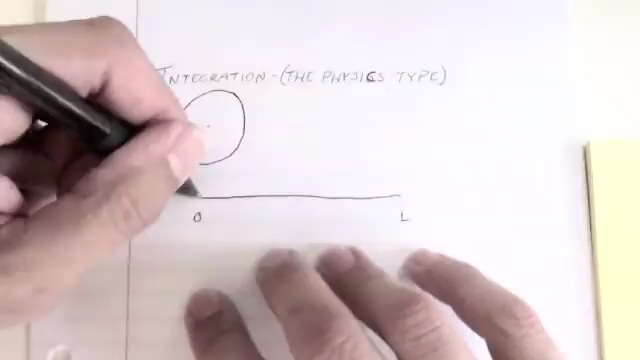 INTEGRATION - (THE PHYSICS TYPE)
0 L